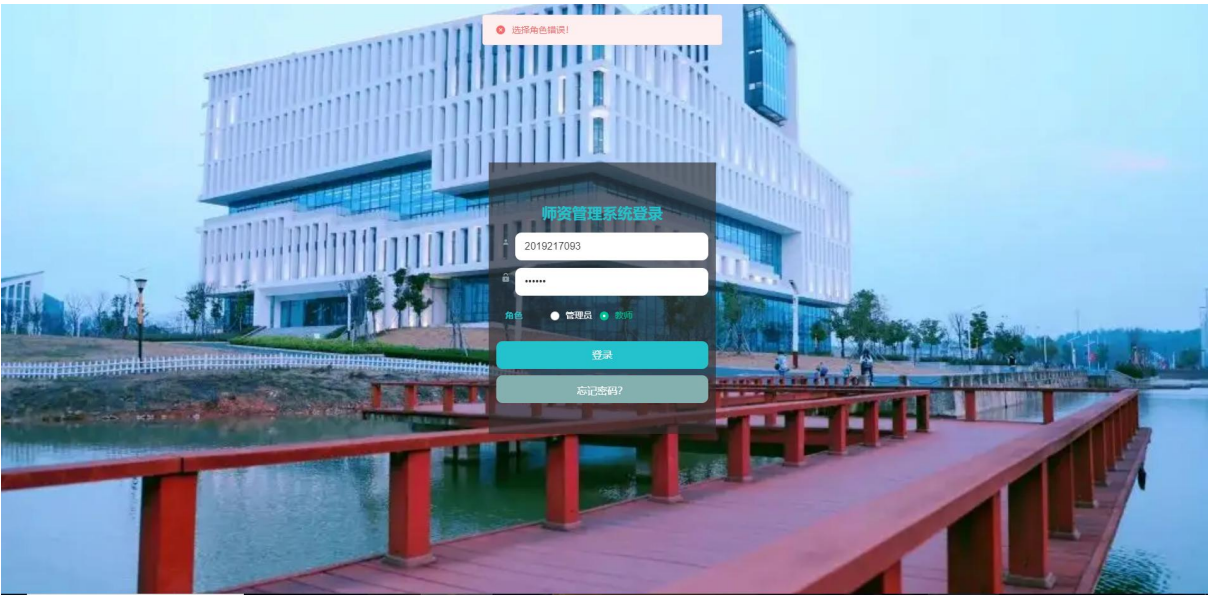 选择角色错误!
师资管理系统登录
2019217093
••••••
角色 管理员 教师
登录
忘记密码?